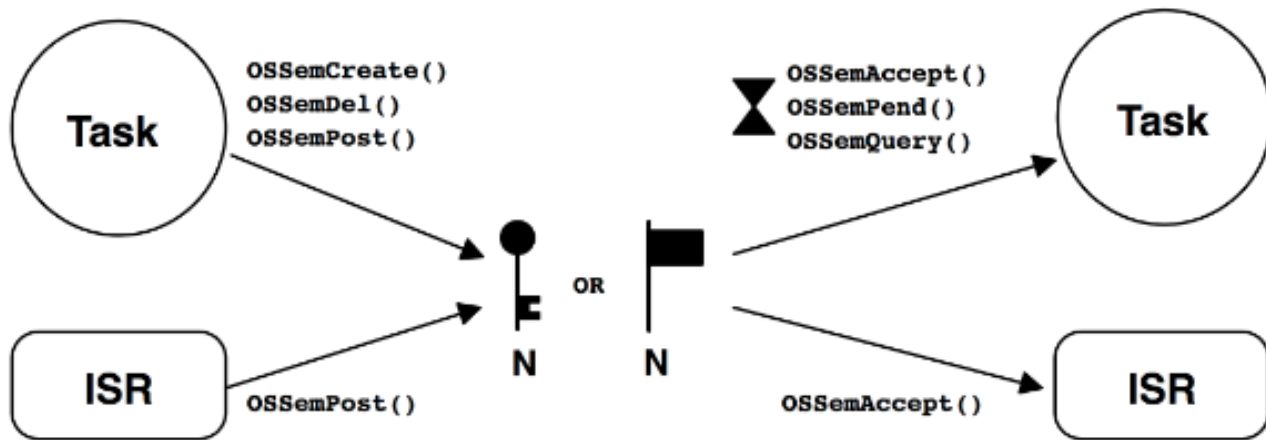 Task
OSSemCreate()
OSSemDel()
OSSemPost()
OSSemAccept()
OSSemPend()
OSSemQuery()
Task
OR
N
N
ISR
OSSemPost()
OSSemAccept()
ISR